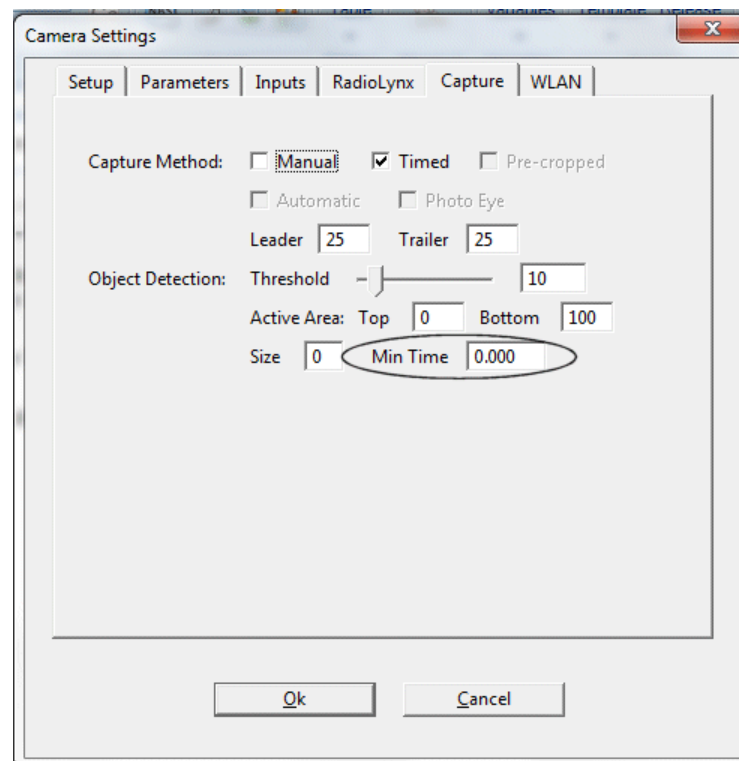 Camera Settings
Setup Parameters Inputs RadioLynx Capture WLAN
Capture Method: Manual Timed Pre-cropped
Automatic Photo Eye
Leader 25 Trailer 25
Object Detection: Threshold 10
Active Area: Top 0 Bottom 100
Size 0 Min Time 0.000
Ok Cancel